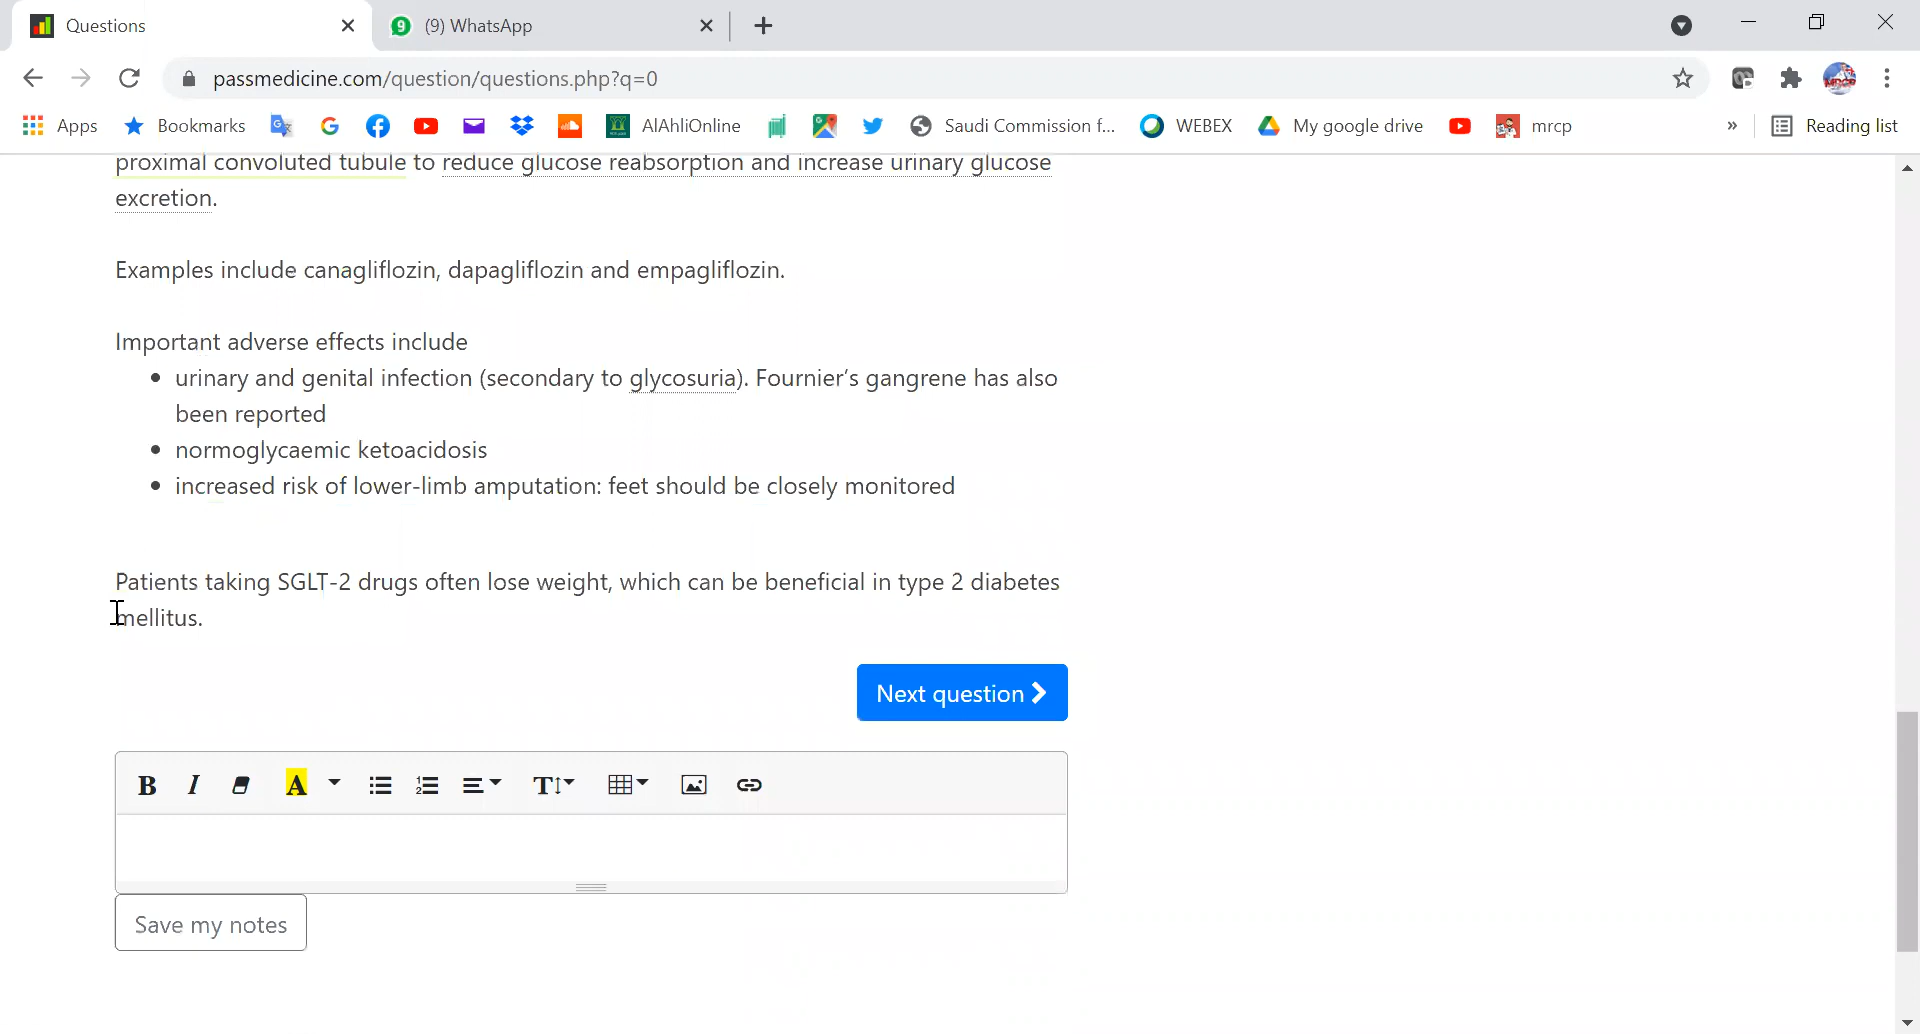 Questions
(9) WhatsApp
passmedicine.com/question/questions.php?q=0
Apps
Bookmarks
AlAhliOnline
Saudi Commission f...
WEBEX
My google drive
mrcp
»
Reading list
proximal convoluted tubule to reduce glucose reabsorption and increase urinary glucose
excretion.
Examples include canagliflozin, dapagliflozin and empagliflozin.
Important adverse effects include
• urinary and genital infection (secondary to glycosuria). Fournier's gangrene has also
been reported
• normoglycaemic ketoacidosis
• increased risk of lower-limb amputation: feet should be closely monitored
Patients taking SGLT-2 drugs often lose weight, which can be beneficial in type 2 diabetes
mellitus.
Next question
B I A T
Save my notes